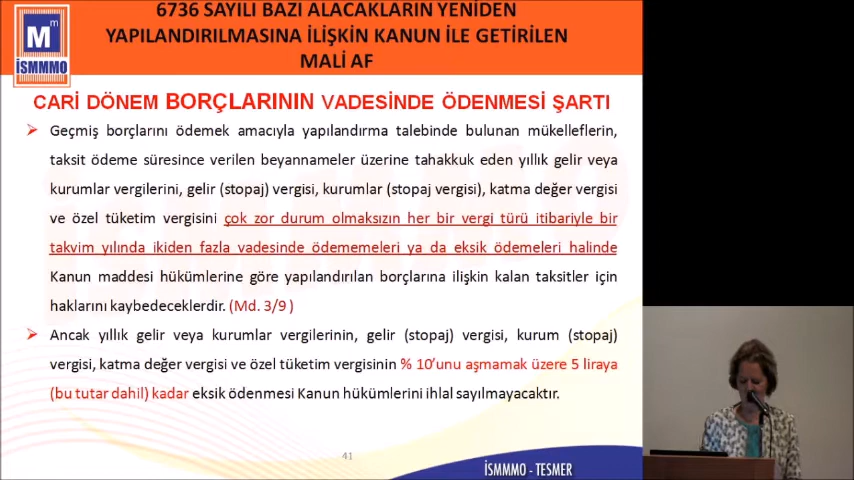 6736 SAYILI BAZI ALACAKLARIN YENİDEN
YAPILANDIRILMASINA İLİŞKİN KANUN İLE GETİRİLEN
MALİ AF
Mm
İSMMMO
CARİ DÖNEM BORÇLARININ VADESİNDE ÖDENMESİ ŞARTI
Geçmiş borçlarını ödemek amacıyla yapılandırma talebinde bulunan mükelleflerin,
taksit ödeme süresince verilen beyannameler üzerine tahakkuk eden yıllık gelir veya
kurumlar vergilerini, gelir (stopaj) vergisi, kurumlar (stopaj vergisi), katma değer vergisi
ve özel tüketim vergisini çok zor durum olmaksızın her bir vergi türü itibariyle bir
takvim yılında ikiden fazla vadesinde ödememeleri ya da eksik ödemeleri halinde
Kanun maddesi hükümlerine göre yapılandırılan borçlarına ilişkin kalan taksitler için
haklarını kaybedeceklerdir. (Md. 3/9 )
Ancak yıllık gelir veya kurumlar vergilerinin, gelir (stopaj) vergisi, kurum (stopaj)
vergisi, katma değer vergisi ve özel tüketim vergisinin % 10'unu aşmamak üzere 5 liraya
(bu tutar dahil) kadar eksik ödenmesi Kanun hükümlerini ihlal sayılmayacaktır.
41
İSMMMO - TESMER